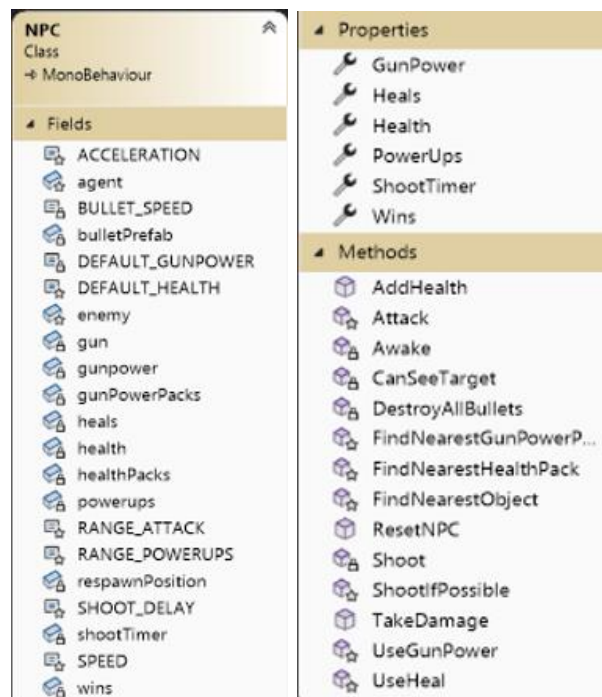 NPC
Class
→ MonoBehaviour
Fields
ACCELERATION
agent
BULLET_SPEED
bulletPrefab
DEFAULT_GUNPOWER
DEFAULT_HEALTH
enemy
gun
gunpower
gunPowerPacks
heals
health
healthPacks
powerups
RANGE_ATTACK
RANGE_POWERUPS
respawnPosition
SHOOT_DELAY
shootTimer
SPEED
wins
Properties
GunPower
Heals
Health
PowerUps
ShootTimer
Wins
Methods
AddHealth
Attack
Awake
CanSeeTarget
DestroyAllBullets
FindNearestGunPowerP...
FindNearestHealthPack
FindNearestObject
ResetNPC
Shoot
ShootIfPossible
TakeDamage
UseGunPower
UseHeal